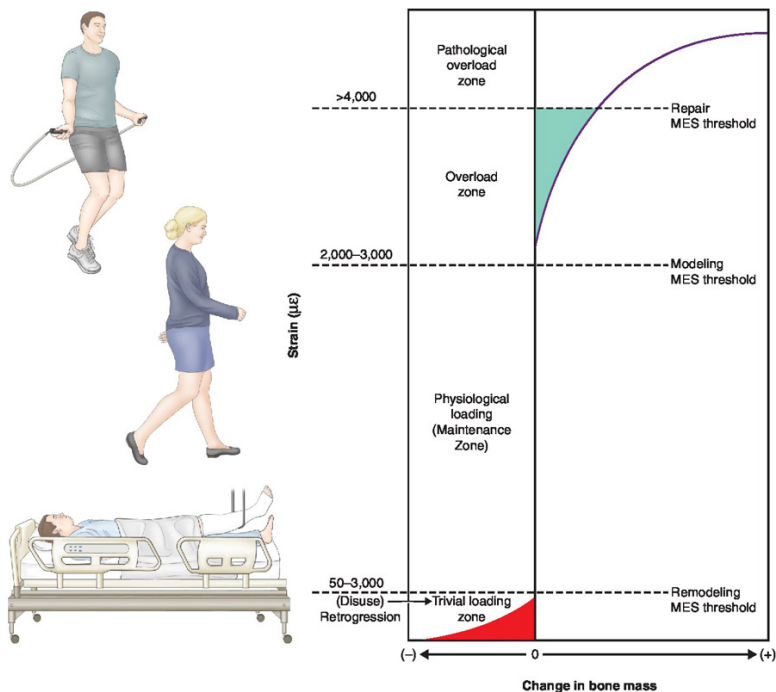 Pathological
overload
zone
>4,000
Repair
MES threshold
Overload
zone
2,000–3,000
Modeling
MES threshold
Strain (µε)
Physiological
loading
(Maintenance
Zone)
50–3,000
Remodeling
MES threshold
(Disuse)
Retrogression
Trivial loading
zone
(–) 0 (+)
Change in bone mass